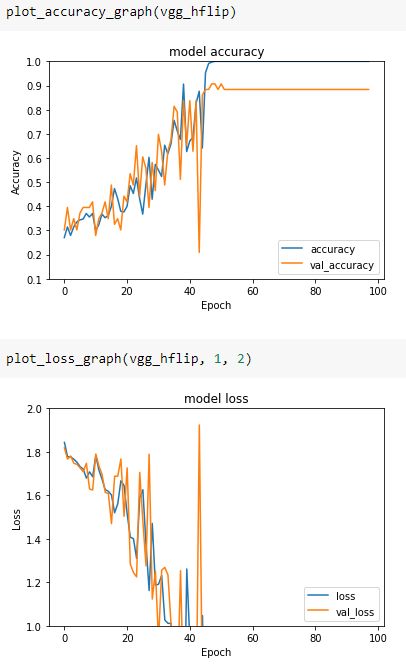 plot_accuracy_graph(vgg_hflip)
model accuracy
1.0
0.9
0.8
0.7
0.6
0.5
0.4
0.3
0.2
0.1
Accuracy
accuracy
val_accuracy
0 20 40 60 80 100
Epoch
plot_loss_graph(vgg_hflip, 1, 2)
model loss
2.0
1.8
1.6
1.4
1.2
1.0
Loss
loss
val_loss
0 20 40 60 80 100
Epoch